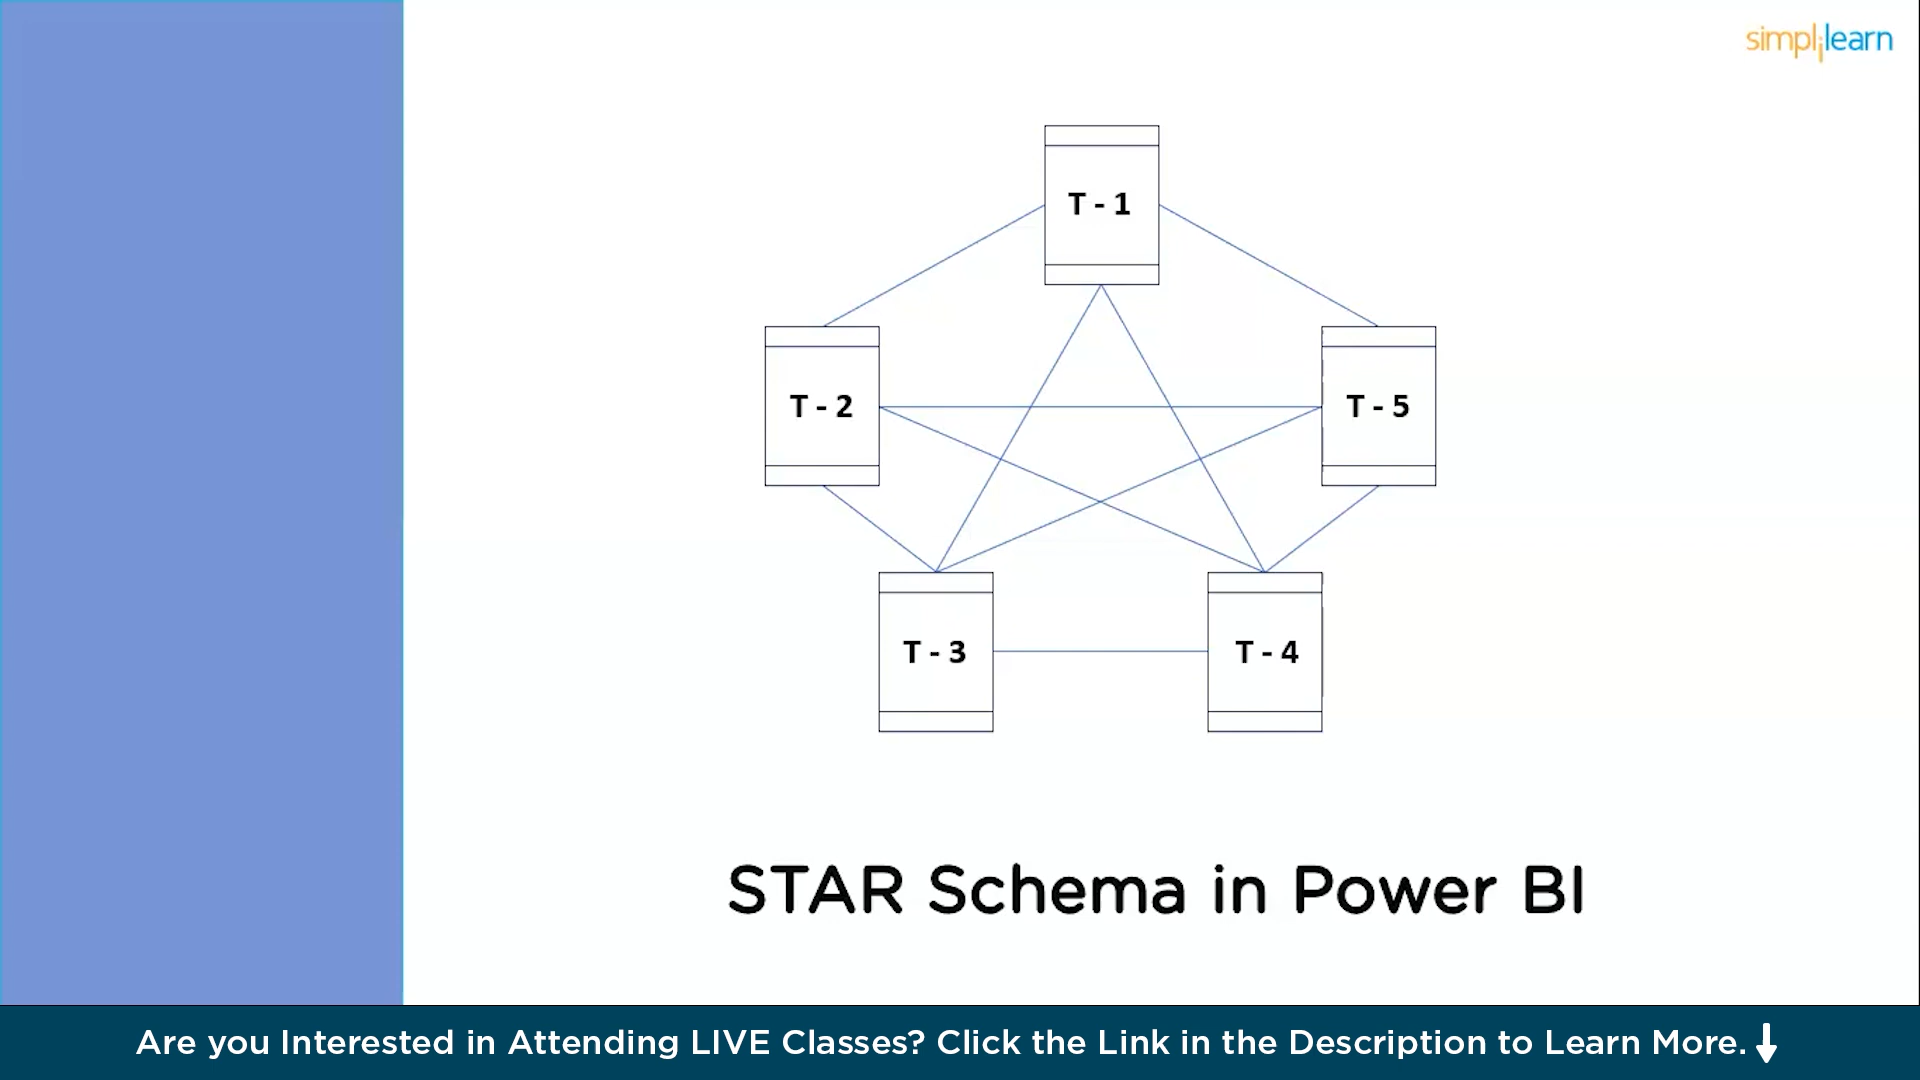 simplilearn
T - 1
T - 2
T - 5
T - 3
T - 4
STAR Schema in Power BI
Are you Interested in Attending LIVE Classes? Click the Link in the Description to Learn More.